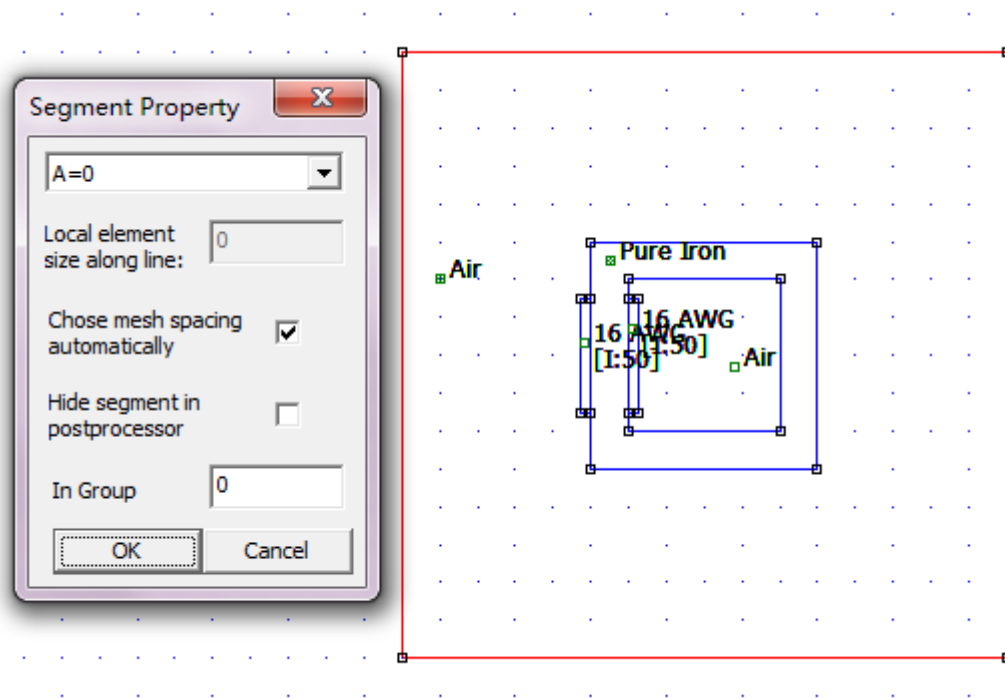 Segment Property
A=0
Local element
size along line:
0
Chose mesh spacing
automatically
Hide segment in
postprocessor
In Group
0
OK
Cancel
Air
Pure Iron
16 AWG
[I:50]
16 AWG
[I:50]
Air